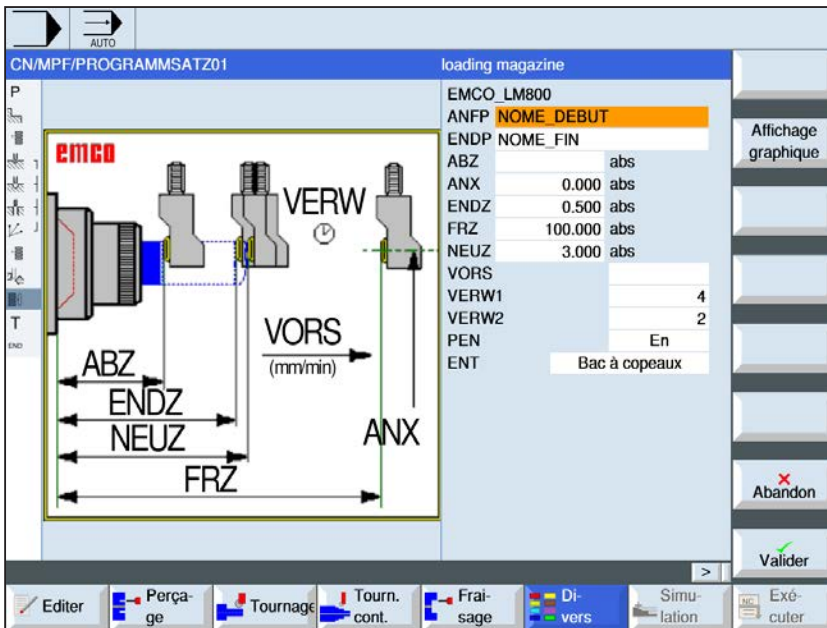 AUTO
CN/MPF/PROGRAMMSATZ01
loading magazine
P
T
END
emco
VERW
VORS
(mm/min)
ABZ
ENDZ
NEUZ
FRZ
ANX
EMCO_LM800
ANFP NOME_DEBUT
ENDP NOME_FIN
ABZ abs
ANX 0.000 abs
ENDZ 0.500 abs
FRZ 100.000 abs
NEUZ 3.000 abs
VORS
VERW1 4
VERW2 2
PEN En
ENT Bac à copeaux
Affichage
graphique
Abandon
Valider
>
Editer
Perça-
ge
Tournage
Tourn.
cont.
Frai-
sage
Di-
vers
Simu-
lation
NC
Exé-
cuter